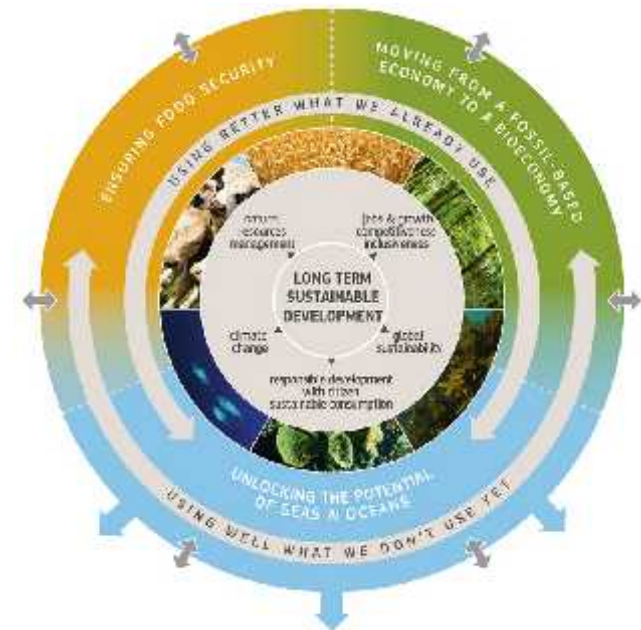 ENSURING FOOD SECURITY
MOVING FROM A FOSSIL-BASED
ECONOMY TO A BIOECONOMY
USING BETTER WHAT WE ALREADY USE
natural
resources
management
jobs & growth
competitiveness
inclusiveness
LONG TERM
SUSTAINABLE
DEVELOPMENT
climate
change
global
sustainability
responsible development
with citizen
sustainable consumption
UNLOCKING THE POTENTIAL
OF SEAS N OCEANS
USING WELL WHAT WE DON'T USE YET